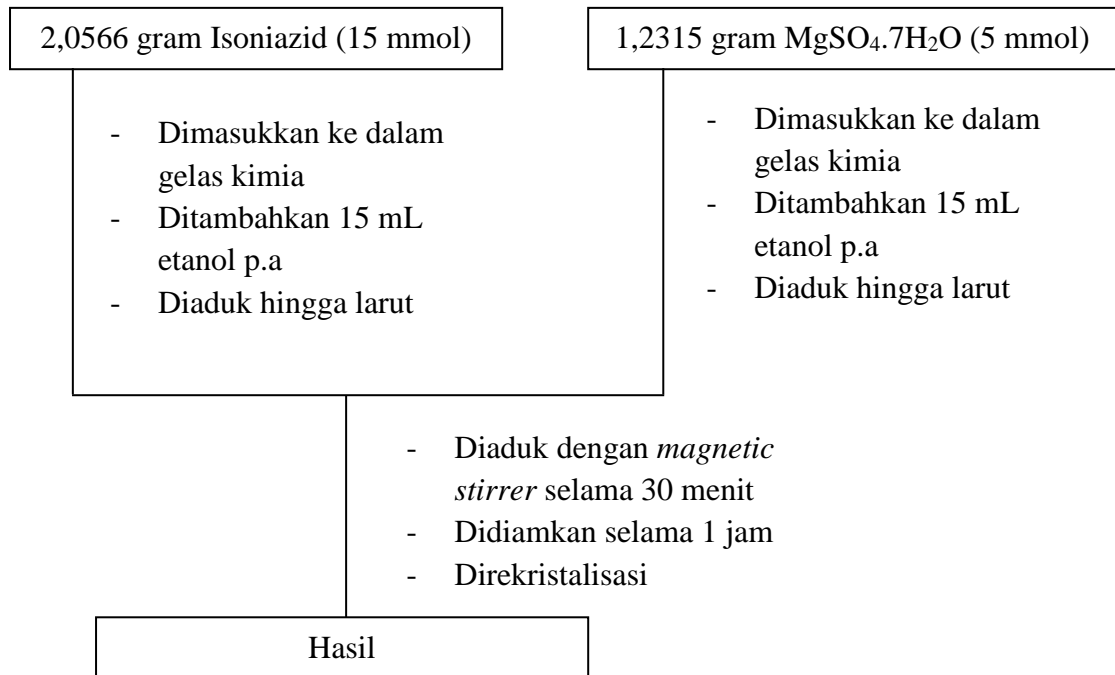 2,0566 gram Isoniazid (15 mmol)
1,2315 gram MgSO₄.7H₂O (5 mmol)
- Dimasukkan ke dalam
gelas kimia
- Ditambahkan 15 mL
etanol p.a
- Diaduk hingga larut
- Dimasukkan ke dalam
gelas kimia
- Ditambahkan 15 mL
etanol p.a
- Diaduk hingga larut
- Diaduk dengan magnetic
stirrer selama 30 menit
- Didiamkan selama 1 jam
- Direkristalisasi
Hasil